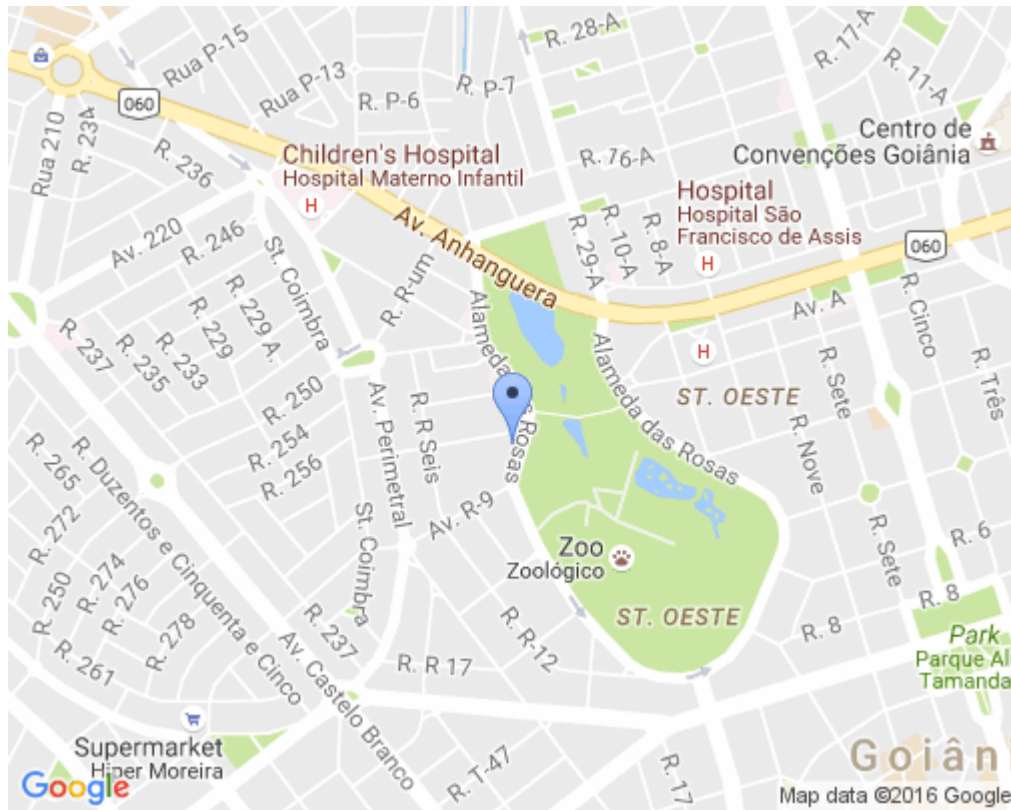 R. 28-A
R. 17-A
Rua P-15
R. 11-A
Rua P-13
R. P-7
R. P-6
060
Rua 210
R. 234
R. 236
Centro de
Convenções Goiânia
Children's Hospital
Hospital Materno Infantil
H
R. 76-A
Hospital
Hospital São
Francisco de Assis
H
Av. 220
R. 246
Av. Anhanguera
R. 29-A
R. 10-A
R. 8-A
060
St. Coimbra
R. R-um
R. 229 A.
R. 229
R. 233
R. 235
R. 237
Alameda das Rosas
Alameda das Rosas
Av. A
R. Cinco
H
R. Sete
R. Três
ST. OESTE
R. 250
R. 254
R. 256
Av. Perimetral
R. R Seis
R. Nove
R. 265
R. Duzentos e Cinquenta e Cinco
Av. R-9
St. Coimbra
R. 272
R. 274
R. 276
R. 278
R. 250
R. 261
Zoo
Zoológico
R. Sete
R. 6
ST. OESTE
R. 8
R. 8
R. 237
R. R-12
R. R 17
Park
Parque Al
Tamanda
Av. Castelo Branco
Supermarket
Hiper Moreira
R. T-47
R. 17
Goiâni
Google
Map data ©2016 Google